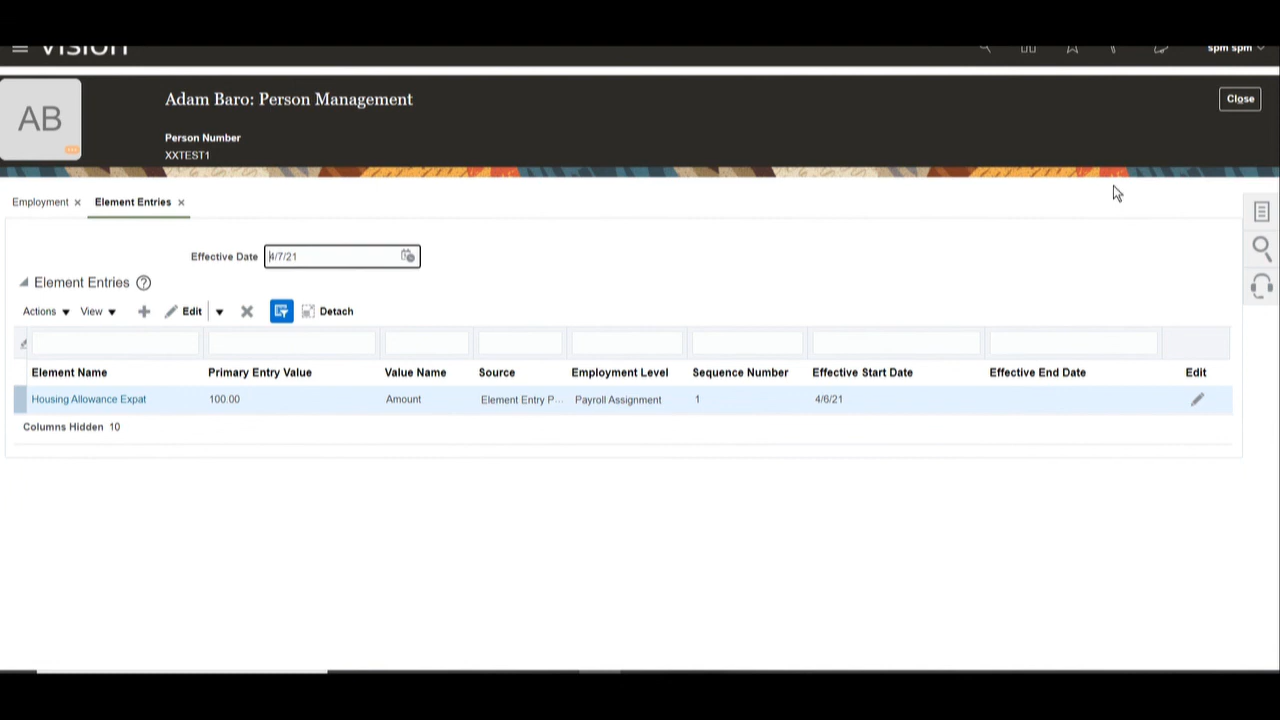 VISION
spm spm
AB
Adam Baro: Person Management
Close
Person Number
XXTEST1
Employment
Element Entries
Effective Date 4/7/21
Element Entries
Actions View Edit Detach
Element Name Primary Entry Value Value Name Source Employment Level Sequence Number Effective Start Date Effective End Date Edit
Housing Allowance Expat 100.00 Amount Element Entry P... Payroll Assignment 1 4/6/21
Columns Hidden 10